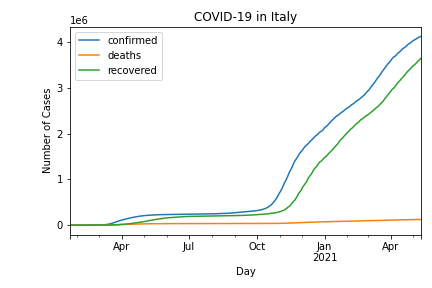 COVID-19 in Italy
1e6
confirmed
deaths
recovered
Number of Cases
4
3
2
1
0
Apr
Jul
Oct
Jan
2021
Apr
Day